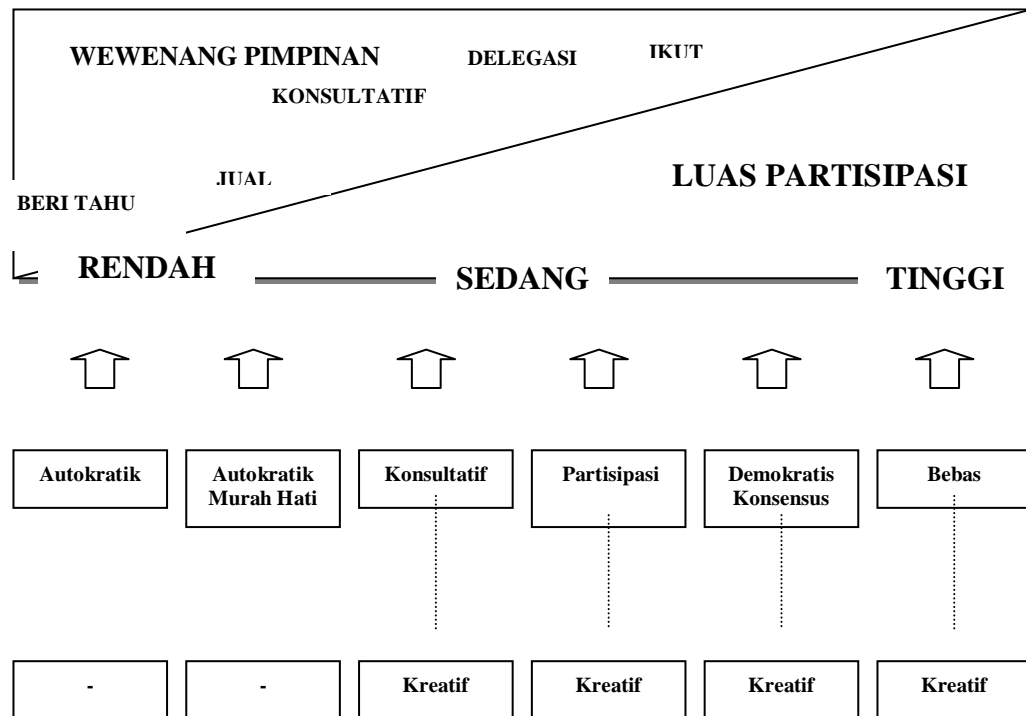 WEWENANG PIMPINAN
DELEGASI
IKUT
KONSULTATIF
JUAL
LUAS PARTISIPASI
BERI TAHU
RENDAH
SEDANG
TINGGI
Autokratik
Autokratik
Murah Hati
Konsultatif
Partisipasi
Demokratis
Konsensus
Bebas
-
-
Kreatif
Kreatif
Kreatif
Kreatif